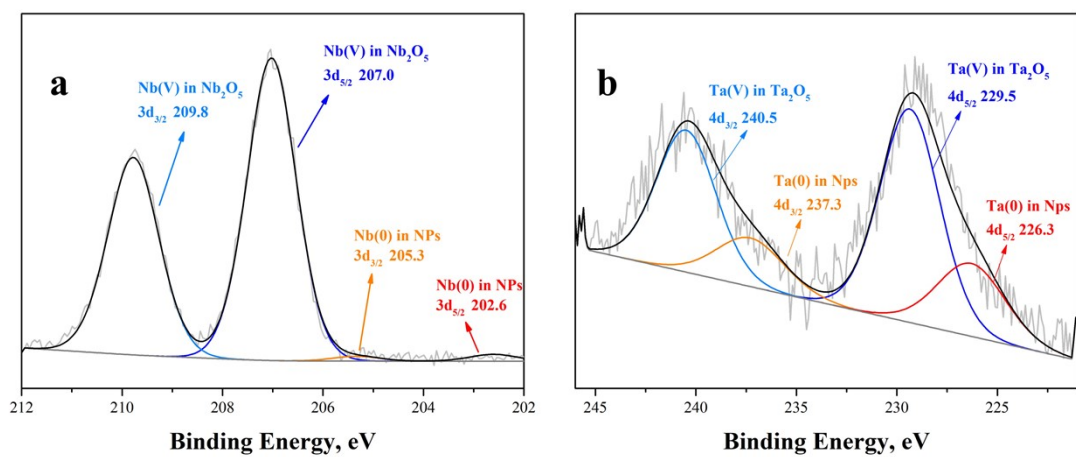 a
Nb(V) in Nb₂O₅
3d₃/₂ 209.8
Nb(V) in Nb₂O₅
3d₅/₂ 207.0
Nb(0) in NPs
3d₃/₂ 205.3
Nb(0) in NPs
3d₅/₂ 202.6
212 210 208 206 204 202
Binding Energy, eV
b
Ta(V) in Ta₂O₅
4d₃/₂ 240.5
Ta(0) in Nps
4d₃/₂ 237.3
Ta(V) in Ta₂O₅
4d₅/₂ 229.5
Ta(0) in Nps
4d₅/₂ 226.3
245 240 235 230 225
Binding Energy, eV